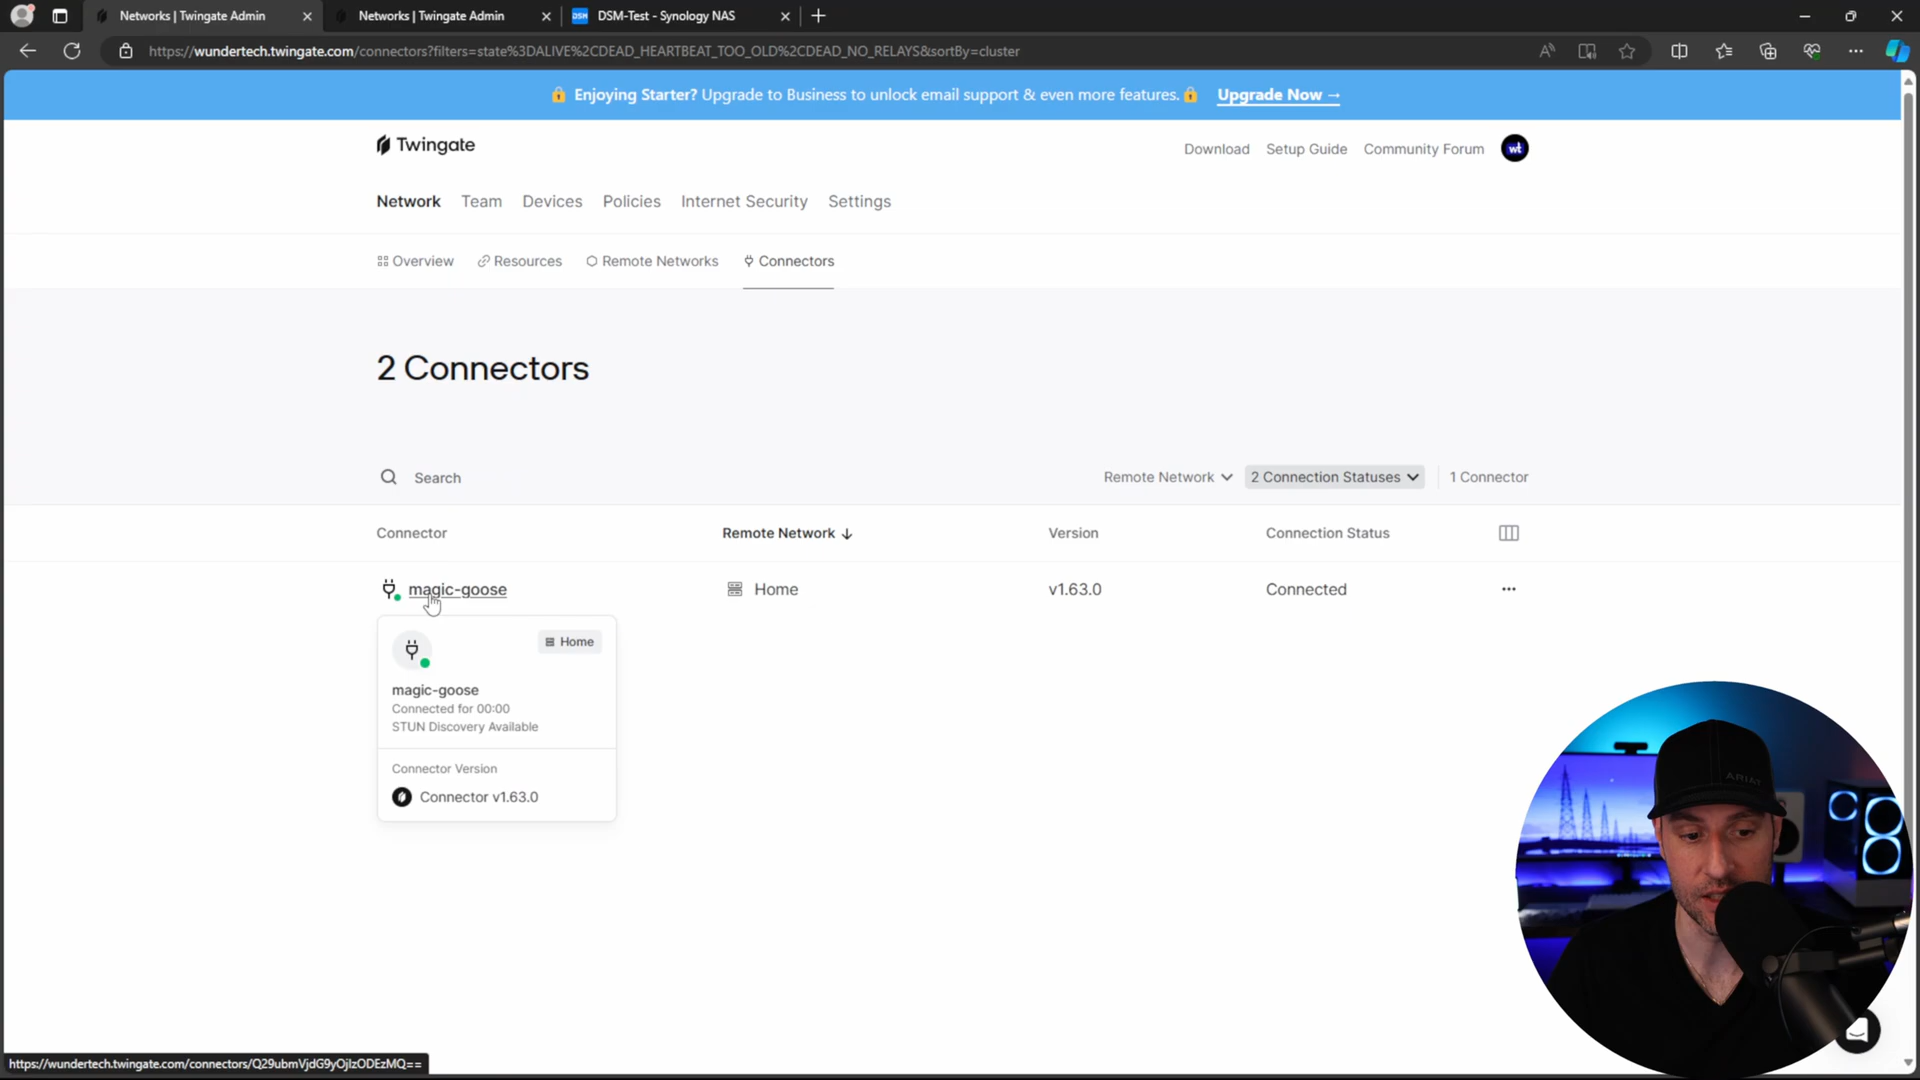 Networks | Twingate Admin
Networks | Twingate Admin
DSM
DSM-Test - Synology NAS
https://wundertech.twingate.com/connectors?filters=state%3DALIVE%2CDEAD_HEARTBEAT_TOO_OLD%2CDEAD_NO_RELAYS&sortBy=cluster
Enjoying Starter? Upgrade to Business to unlock email support & even more features. Upgrade Now →
Twingate
Download Setup Guide Community Forum wt
Network Team Devices Policies Internet Security Settings
Overview Resources Remote Networks Connectors
2 Connectors
Search Remote Network 2 Connection Statuses 1 Connector
Connector Remote Network ↓ Version Connection Status
magic-goose Home v1.63.0 Connected ...
Home
magic-goose
Connected for 00:00
STUN Discovery Available
Connector Version
Connector v1.63.0
ARIAT
https://wundertech.twingate.com/connectors/Q29ubmVjdG9yOjIzODEzMQ==